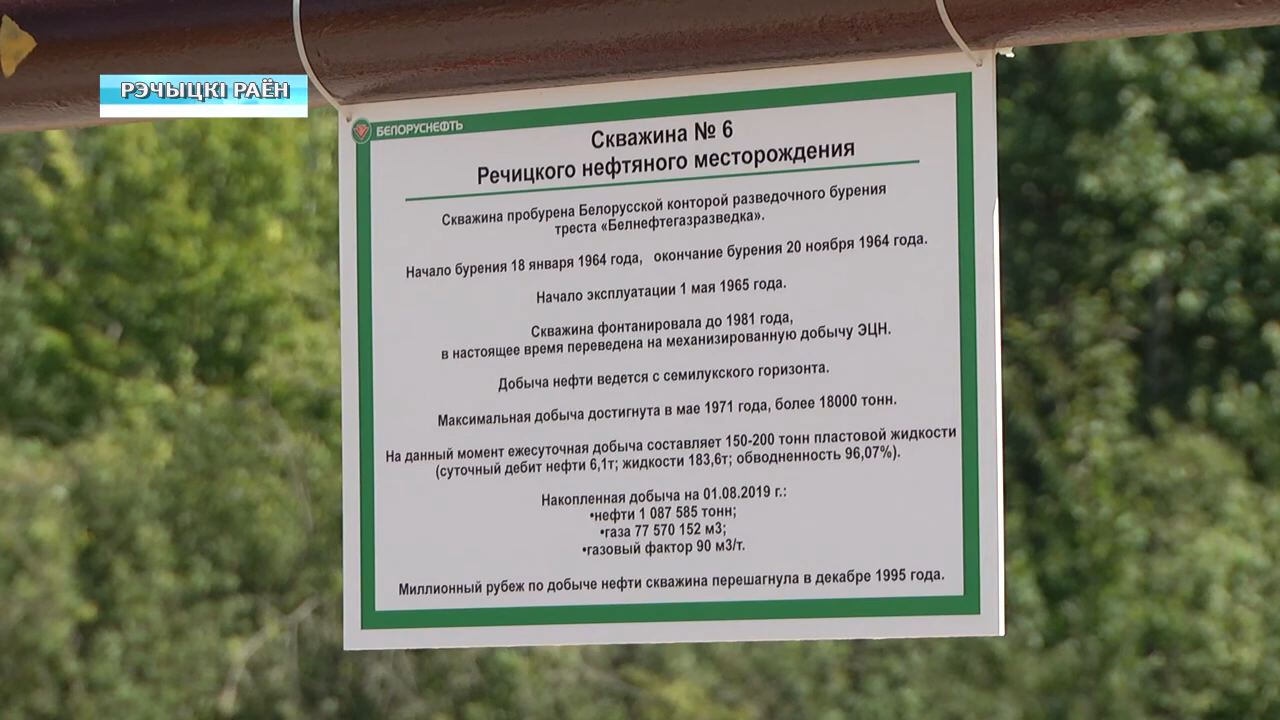 РЭЧЫЦКІ РАЁН
БЕЛОРУСНЕФТЬ
Скважина № 6
Речицкого нефтяного месторождения
Скважина пробурена Белорусской конторой разведочного бурения
треста «Белнефтегазразведка».
Начало бурения 18 января 1964 года, окончание бурения 20 ноября 1964 года.
Начало эксплуатации 1 мая 1965 года.
Скважина фонтанировала до 1981 года,
в настоящее время переведена на механизированную добычу ЭЦН.
Добыча нефти ведется с семилукского горизонта.
Максимальная добыча достигнута в мае 1971 года, более 18000 тонн.
На данный момент ежесуточная добыча составляет 150-200 тонн пластовой жидкости
(суточный дебит нефти 6,1т; жидкости 183,6т; обводненность 96,07%).
Накопленная добыча на 01.08.2019 г.:
•нефти 1 087 585 тонн;
•газа 77 570 152 м3;
•газовый фактор 90 м3/т.
Миллионный рубеж по добыче нефти скважина перешагнула в декабре 1995 года.